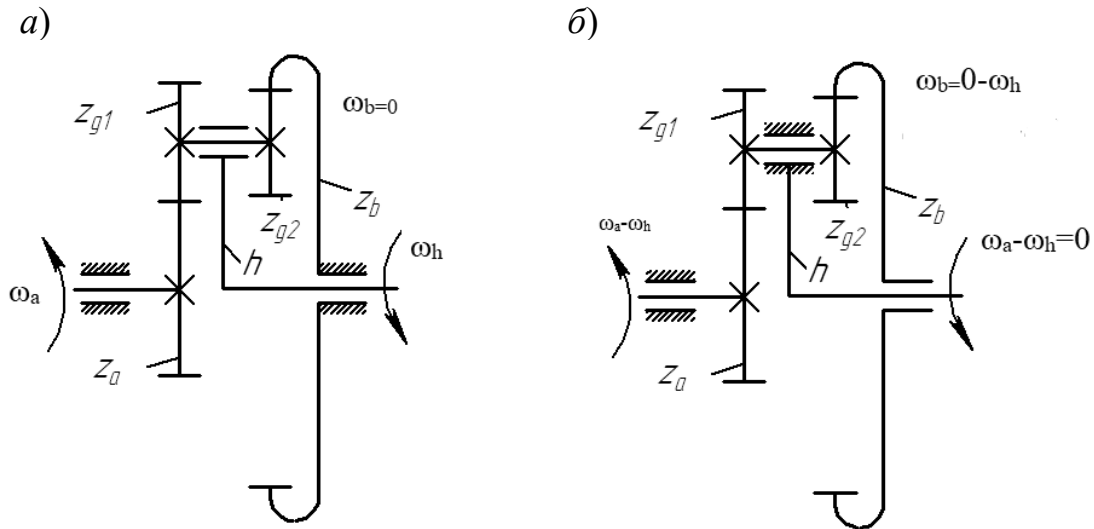 а)
z_g1
ω_b=0
z_b
z_g2
ω_a
h
ω_h
z_a
б)
ω_b=0-ω_h
z_g1
z_b
z_g2
ω_a-ω_h
h
ω_a-ω_h=0
z_a